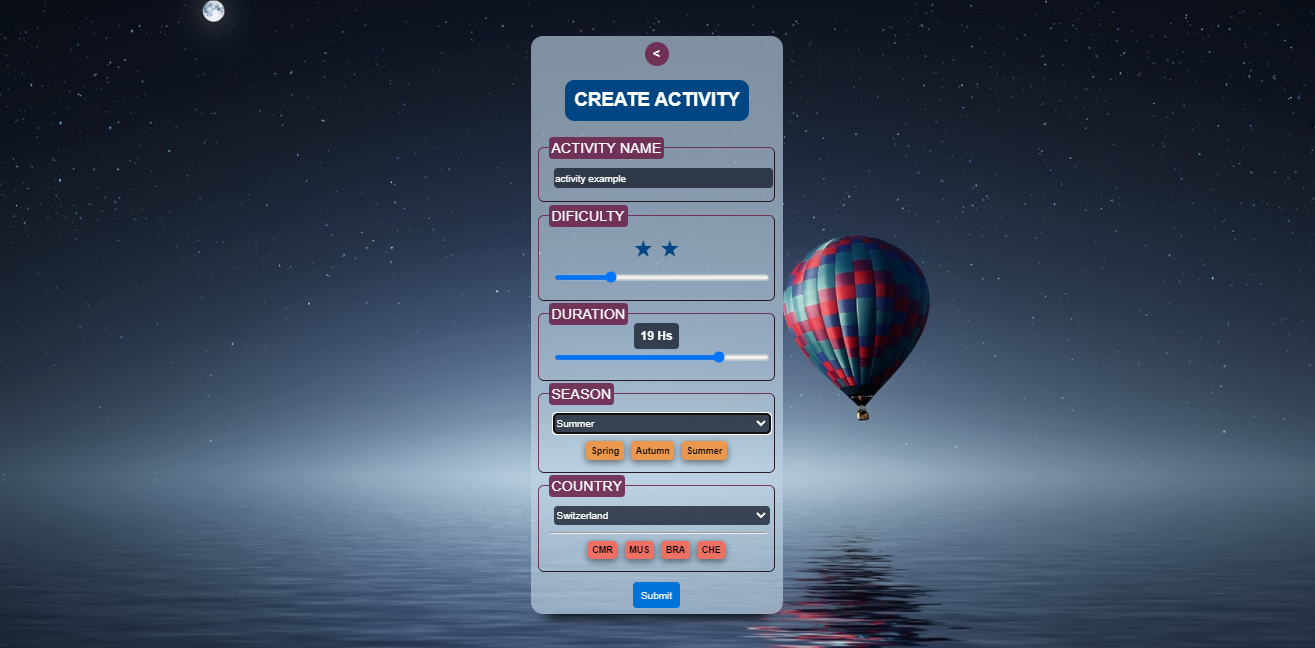 <
CREATE ACTIVITY
ACTIVITY NAME
activity example
DIFICULTY
DURATION
19 Hs
SEASON
Summer
Spring Autumn Summer
COUNTRY
Switzerland
CMR MUS BRA CHE
Submit